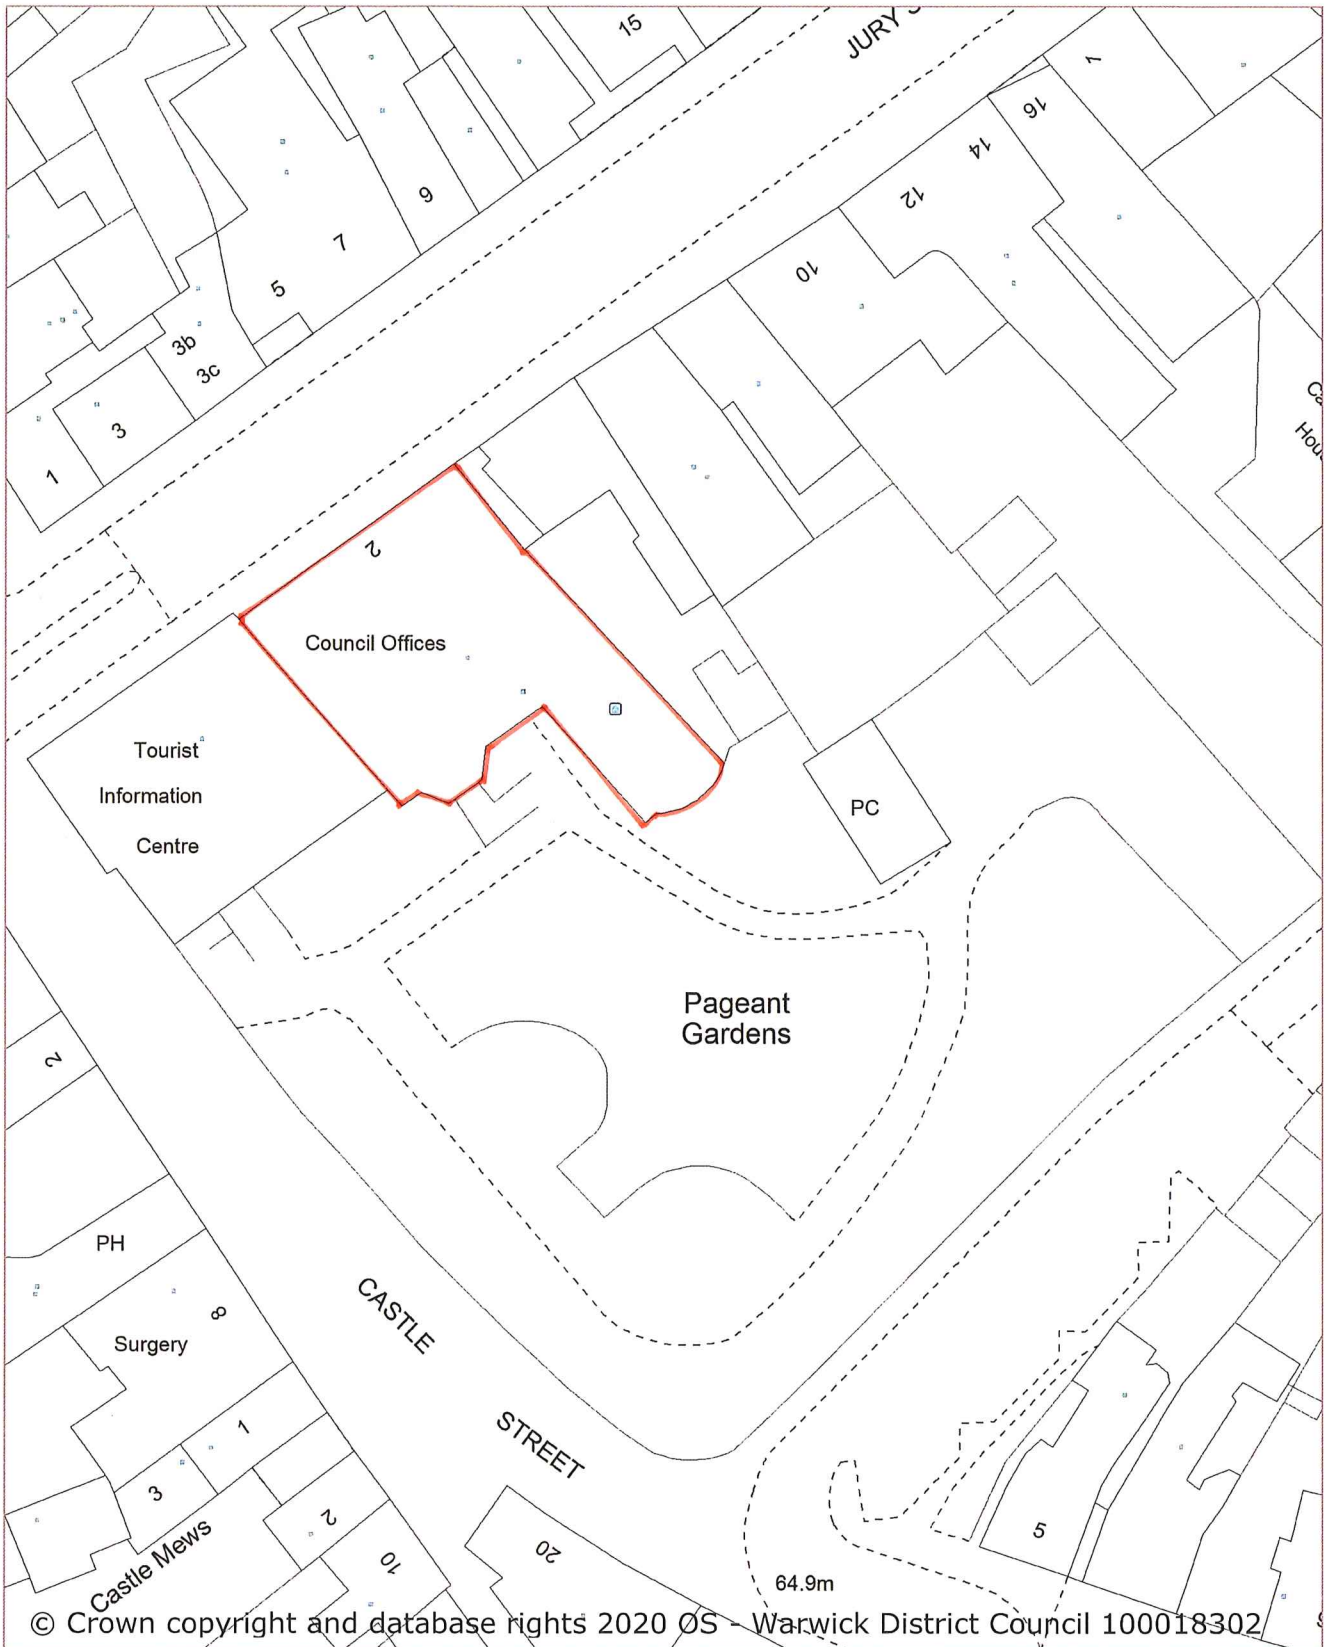 15
JURY S
1
16
14
12
9
7
10
5
3b
3c
3
1
2
Council Offices
Tourist
Information
Centre
PC
Pageant
Gardens
2
PH
8
Surgery
CASTLE
STREET
1
3
2
Castle Mews
10
20
5
64.9m
© Crown copyright and database rights 2020 OS - Warwick District Council 100018302